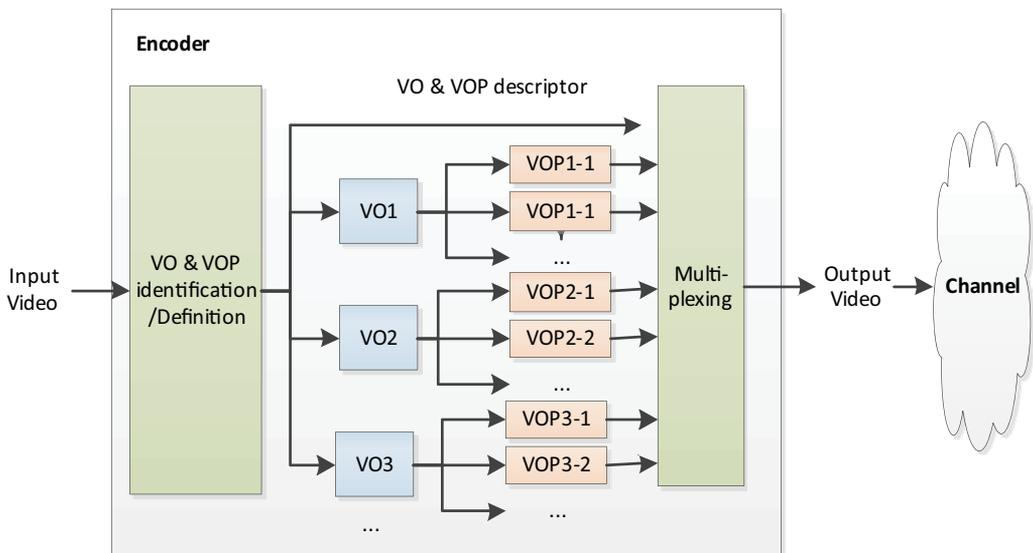 Encoder
VO & VOP descriptor
Input
Video
VO & VOP
identification
/Definition
VO1
VOP1-1
VOP1-1
...
VO2
VOP2-1
VOP2-2
...
VO3
VOP3-1
VOP3-2
...
...
Multi-
plexing
Output
Video
Channel